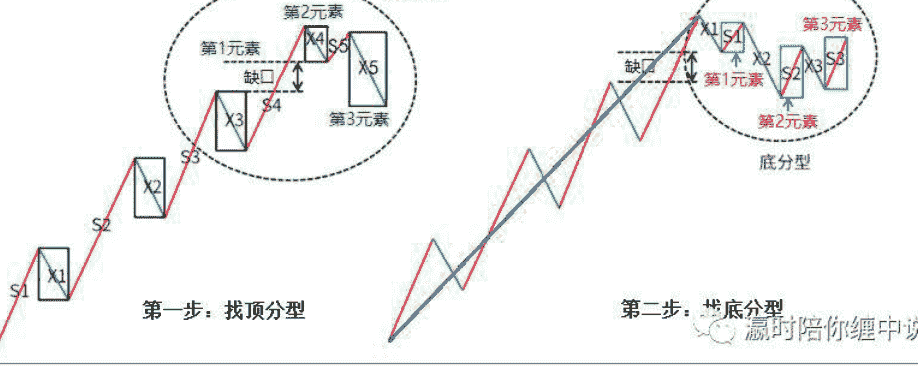 第2元素
X4
S5
第1元素
X5
缺口
S4
第3元素
X3
S3
X2
S2
X1
S1
第一步：找顶分型
第3元素
X1
S1
X2
S2
X3
S3
缺口
第1元素
第2元素
底分型
第二步：找底分型
瀛时陪你缠中说